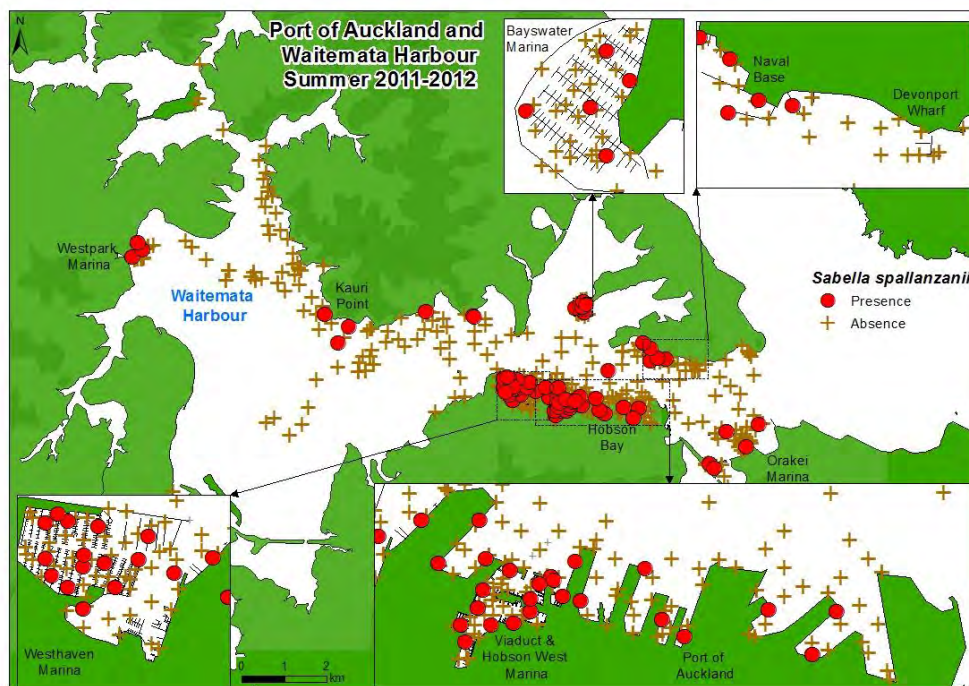 N
Port of Auckland and
Waitemata Harbour
Summer 2011-2012
Bayswater
Marina
Naval
Base
Devonport
Wharf
Westpark
Marina
Waitemata
Harbour
Kauri
Point
Sabella spallanzanii
Presence
Absence
Hobson
Bay
Orakei
Marina
Westhaven
Marina
0 1 2
km
Viaduct &
Hobson West
Marina
Port of
Auckland